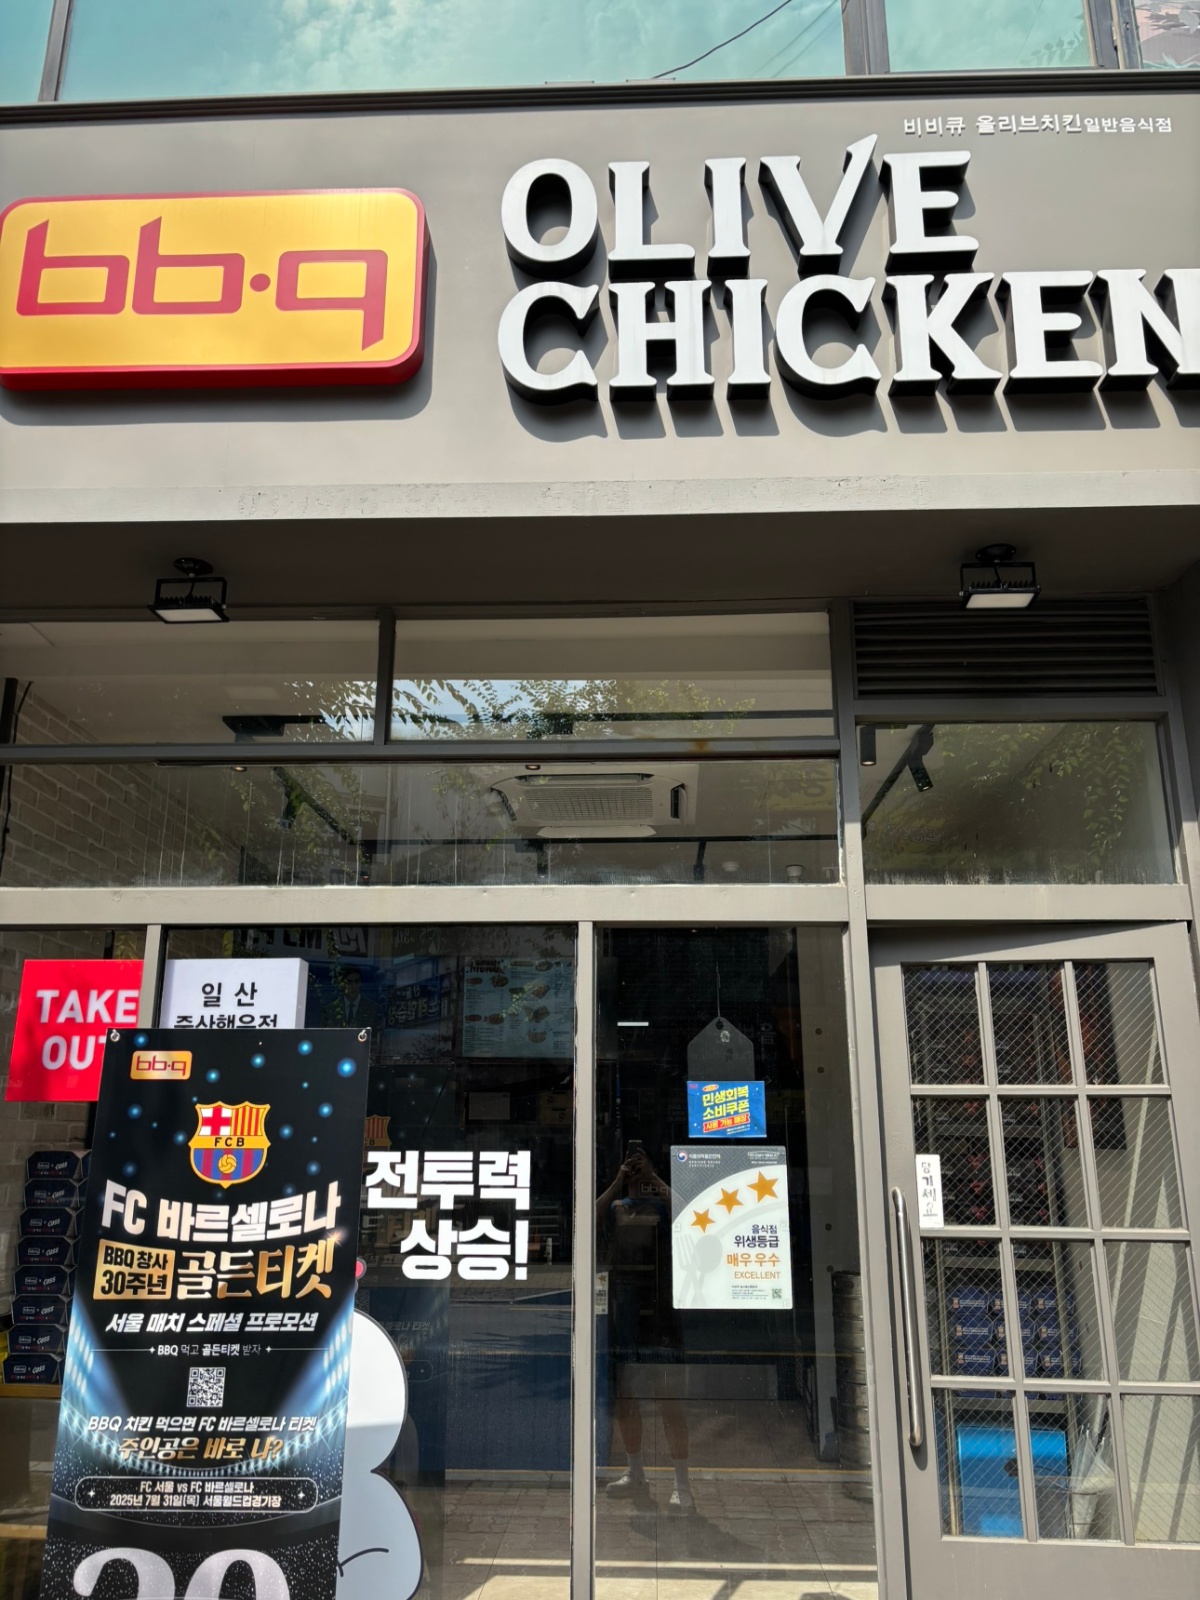 비비큐 올리브치킨일반음식점
bb·q
OLIVE
CHICKEN
TAKE
OUT
일산
bb·q
FCB
FC 바르셀로나
BBQ 창사
30주년
골든티켓
서울 매치 스페셜 프로모션
BBQ 먹고 골든티켓 받자
BBQ 치킨 먹으면 FC 바르셀로나 티켓
주인공은 바로 나?
FC 서울 vs FC 바르셀로나
2025년 7월 31일(목) 서울월드컵경기장
전투력
상승!
민생회복
소비쿠폰
음식점
위생등급
매우 우수
EXCELLENT
당기세요